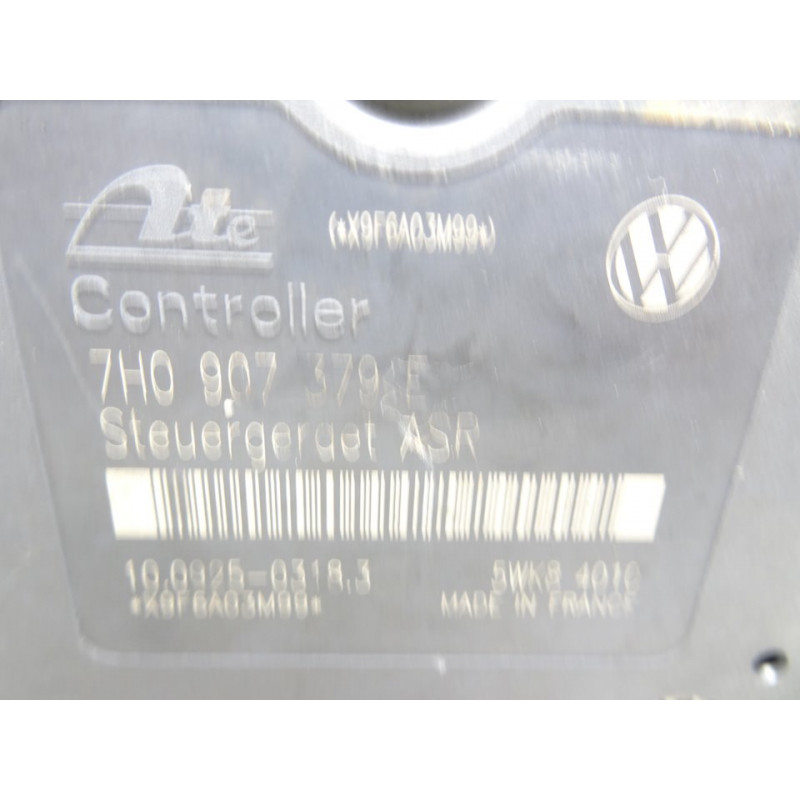 Ate
(*X9F6A03M99*)
Controller
7H0 907 379 E
Steuergeraet ASR
10.0925-0318.3
5WK8 4010
*X9F6A03M99*
MADE IN FRANCE